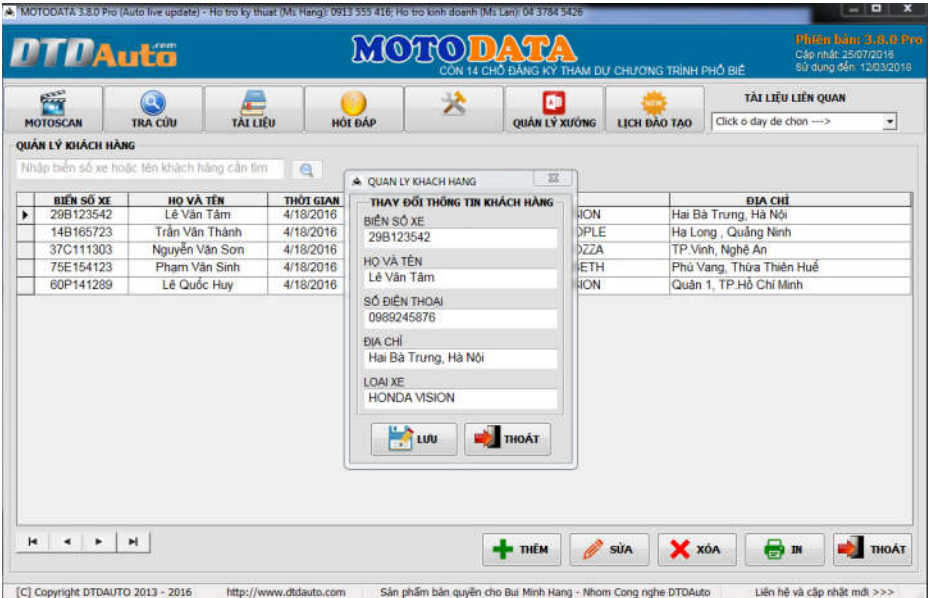 MOTODATA 3.8.0 Pro (Auto live update) - Ho tro ky thuat (Ms Hang): 0913 555 416; Ho tro kinh doanh (Ms Lan): 04 3784 5426
DTDAuto.com
MOTODATA
CÒN 14 CHỖ ĐĂNG KÝ THAM DỰ CHƯƠNG TRÌNH PHỔ BIẾ
Phiên bản: 3.8.0 Pro
Cập nhật: 25/07/2016
Sử dụng đến: 12/03/2018
MOTOSCAN
TRA CỨU
TÀI LIỆU
HỎI ĐÁP
QUẢN LÝ XƯỞNG
LỊCH ĐÀO TẠO
TÀI LIỆU LIÊN QUAN
Click o day de chon ---->
QUẢN LÝ KHÁCH HÀNG
Nhập biển số xe hoặc tên khách hàng cần tìm
BIỂN SỐ XE HỌ VÀ TÊN THỜI GIAN ĐỊA CHỈ
29B123542 Lê Văn Tâm 4/18/2016 SION Hai Bà Trưng, Hà Nội
14B165723 Trần Văn Thành 4/18/2016 OPLE Hạ Long , Quảng Ninh
37C111303 Nguyễn Văn Sơn 4/18/2016 OZZA TP.Vinh, Nghệ An
75E154123 Phạm Văn Sinh 4/18/2016 BETH Phú Vang, Thừa Thiên Huế
60P141289 Lê Quốc Huy 4/18/2016 SION Quận 1, TP.Hồ Chí Minh
QUAN LY KHACH HANG
THAY ĐỔI THÔNG TIN KHÁCH HÀNG
BIỂN SỐ XE
29B123542
HỌ VÀ TÊN
Lê Văn Tâm
SỐ ĐIỆN THOẠI
0989245876
ĐỊA CHỈ
Hai Bà Trưng, Hà Nội
LOẠI XE
HONDA VISION
LƯU
THOÁT
THÊM
SỬA
XÓA
IN
THOÁT
[C] Copyright DTDAUTO 2013 - 2016 http://www.dtdauto.com Sản phẩm bản quyền cho Bui Minh Hang - Nhom Cong nghe DTDAuto Liên hệ và cập nhật mới >>>